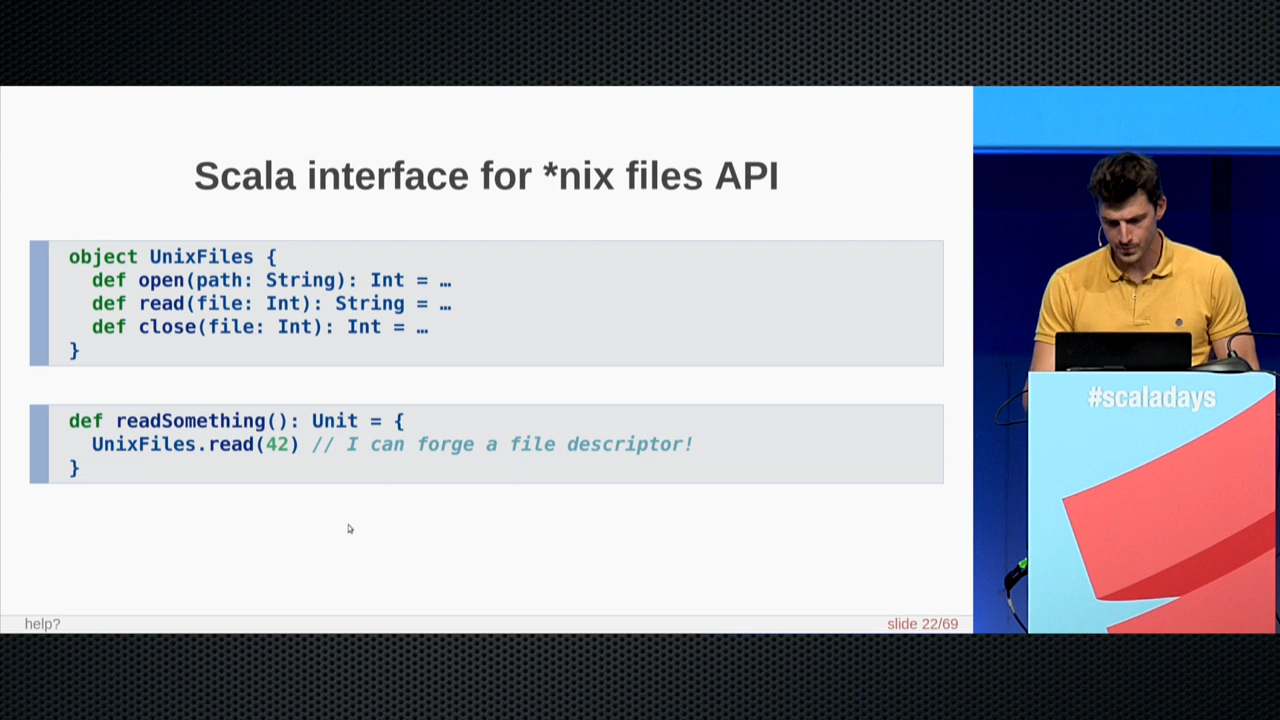 Scala interface for *nix files API
object UnixFiles {
  def open(path: String): Int = …
  def read(file: Int): String = …
  def close(file: Int): Int = …
}
def readSomething(): Unit = {
  UnixFiles.read(42) // I can forge a file descriptor!
}
help?
slide 22/69
#scaladays